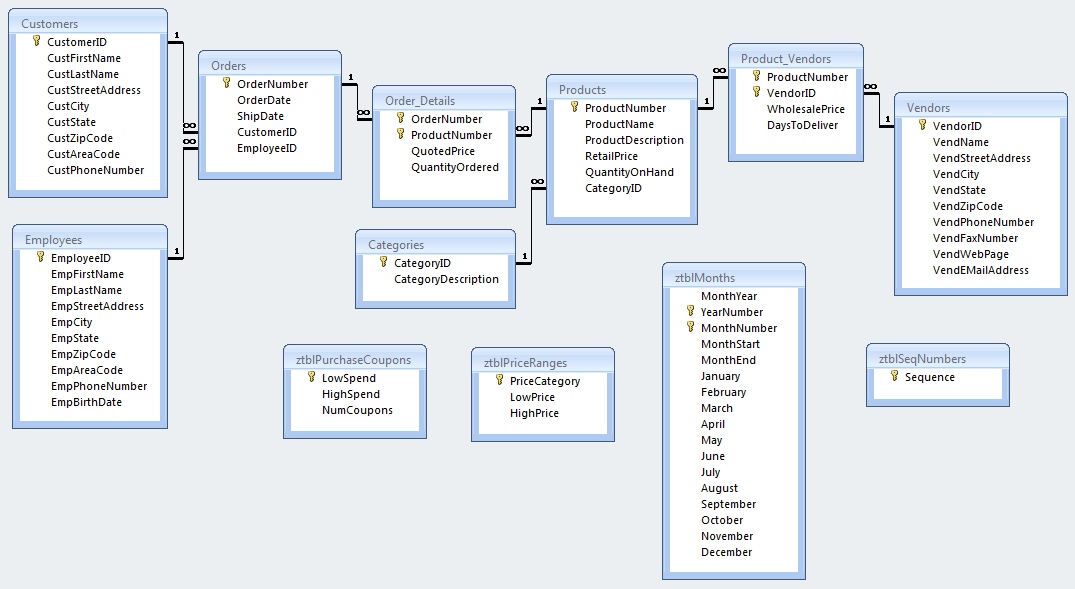 Customers
CustomerID
CustFirstName
CustLastName
CustStreetAddress
CustCity
CustState
CustZipCode
CustAreaCode
CustPhoneNumber
1
∞
∞
1
Employees
EmployeeID
EmpFirstName
EmpLastName
EmpStreetAddress
EmpCity
EmpState
EmpZipCode
EmpAreaCode
EmpPhoneNumber
EmpBirthDate
Orders
OrderNumber
OrderDate
ShipDate
CustomerID
EmployeeID
1
∞
Order_Details
OrderNumber
ProductNumber
QuotedPrice
QuantityOrdered
∞
1
∞
1
Categories
CategoryID
CategoryDescription
Products
ProductNumber
ProductName
ProductDescription
RetailPrice
QuantityOnHand
CategoryID
1
∞
Product_Vendors
ProductNumber
VendorID
WholesalePrice
DaysToDeliver
∞
1
Vendors
VendorID
VendName
VendStreetAddress
VendCity
VendState
VendZipCode
VendPhoneNumber
VendFaxNumber
VendWebPage
VendEMailAddress
ztblPurchaseCoupons
LowSpend
HighSpend
NumCoupons
ztblPriceRanges
PriceCategory
LowPrice
HighPrice
ztblMonths
MonthYear
YearNumber
MonthNumber
MonthStart
MonthEnd
January
February
March
April
May
June
July
August
September
October
November
December
ztblSeqNumbers
Sequence